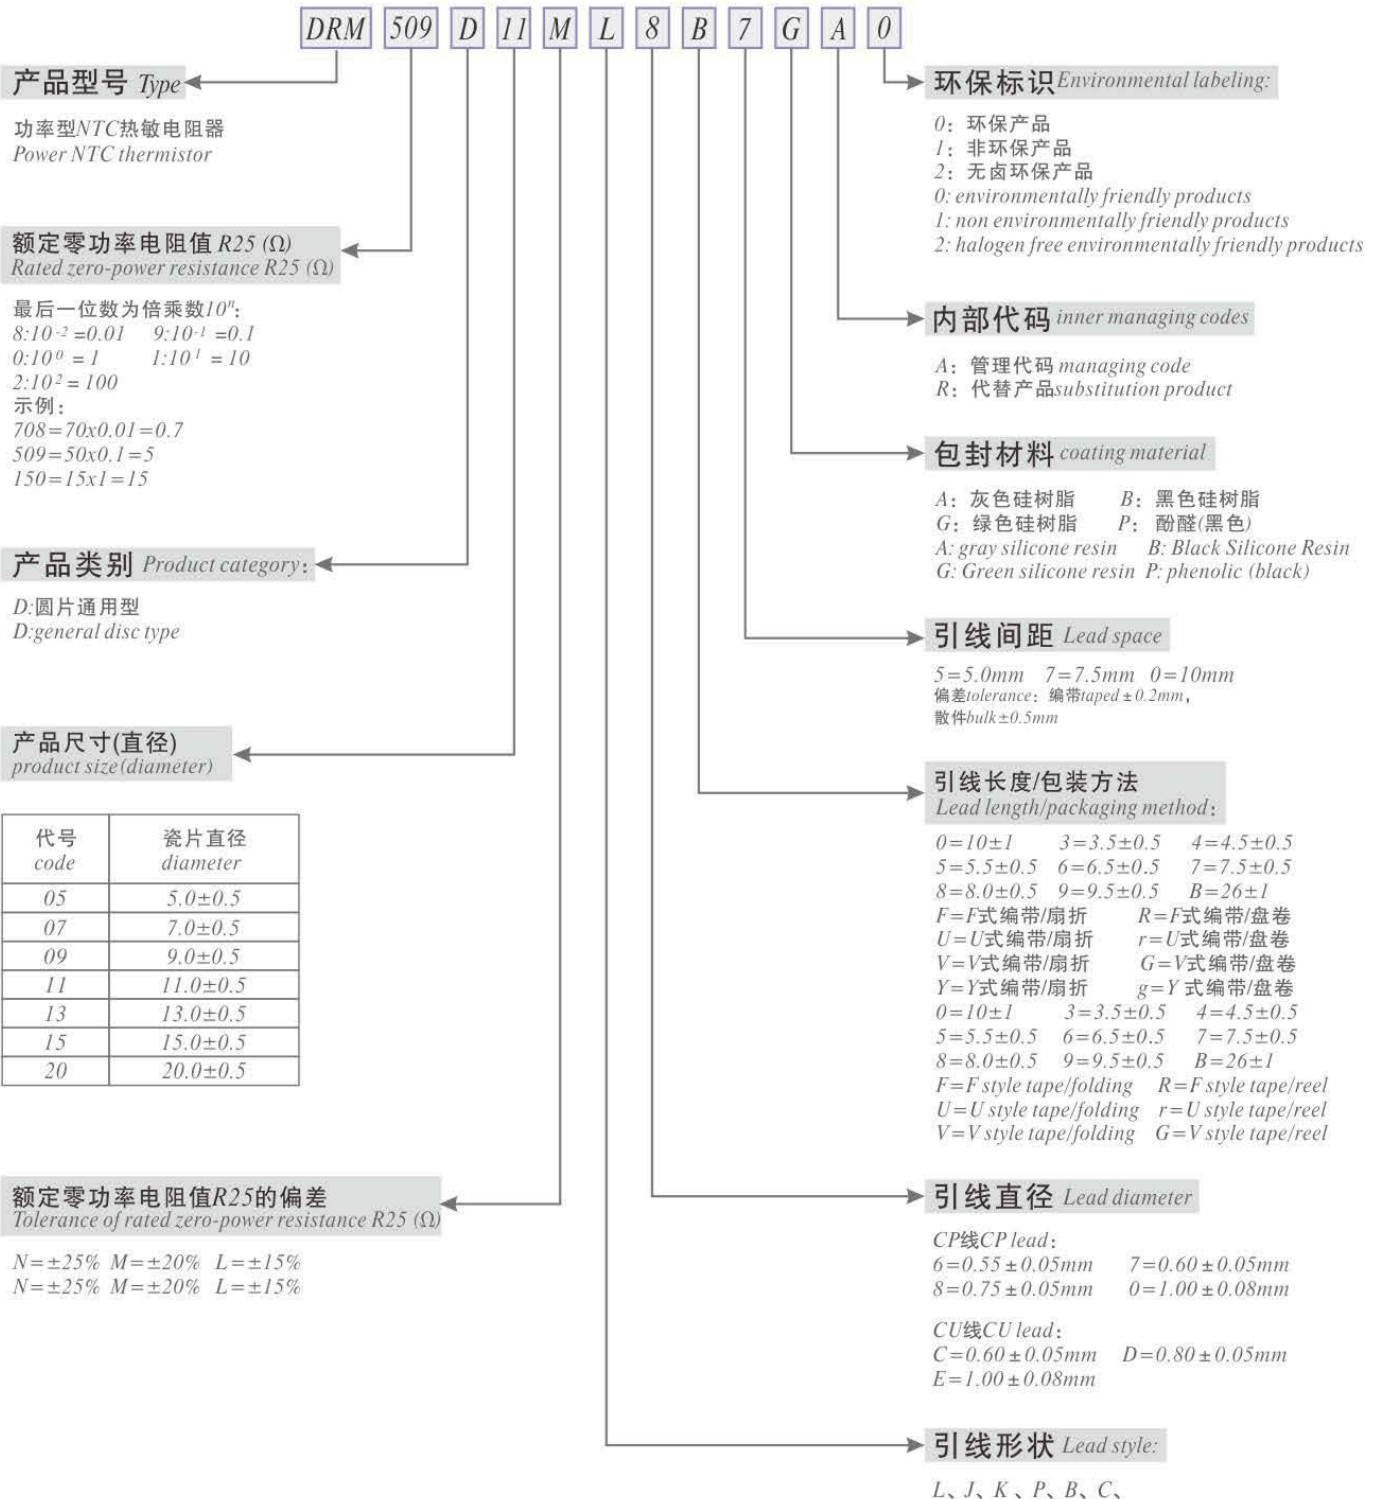 DRM 509 D 11 M L 8 B 7 G A 0
产品型号 Type
功率型NTC热敏电阻器
Power NTC thermistor
额定零功率电阻值 R25 (Ω)
Rated zero-power resistance R25 (Ω)
最后一位数为倍乘数10ⁿ:
8:10⁻² =0.01 9:10⁻¹ =0.1
0:10⁰ = 1 1:10¹ = 10
2:10² = 100
示例:
708=70x0.01=0.7
509=50x0.1=5
150=15x1=15
产品类别 Product category:
D:圆片通用型
D:general disc type
产品尺寸(直径)
product size(diameter)
代号 瓷片直径
code diameter
05 5.0±0.5
07 7.0±0.5
09 9.0±0.5
11 11.0±0.5
13 13.0±0.5
15 15.0±0.5
20 20.0±0.5
额定零功率电阻值R25的偏差
Tolerance of rated zero-power resistance R25 (Ω)
N=±25% M=±20% L=±15%
N=±25% M=±20% L=±15%
环保标识 Environmental labeling:
0: 环保产品
1: 非环保产品
2: 无卤环保产品
0: environmentally friendly products
1: non environmentally friendly products
2: halogen free environmentally friendly products
内部代码 inner managing codes
A: 管理代码 managing code
R: 代替产品substitution product
包封材料 coating material
A: 灰色硅树脂 B: 黑色硅树脂
G: 绿色硅树脂 P: 酚醛(黑色)
A: gray silicone resin B: Black Silicone Resin
G: Green silicone resin P: phenolic (black)
引线间距 Lead space
5=5.0mm 7=7.5mm 0=10mm
偏差tolerance: 编带taped ±0.2mm,
散件bulk±0.5mm
引线长度/包装方法
Lead length/packaging method:
0=10±1 3=3.5±0.5 4=4.5±0.5
5=5.5±0.5 6=6.5±0.5 7=7.5±0.5
8=8.0±0.5 9=9.5±0.5 B=26±1
F=F式编带/扇折 R=F式编带/盘卷
U=U式编带/扇折 r=U式编带/盘卷
V=V式编带/扇折 G=V式编带/盘卷
Y=Y式编带/扇折 g=Y 式编带/盘卷
0=10±1 3=3.5±0.5 4=4.5±0.5
5=5.5±0.5 6=6.5±0.5 7=7.5±0.5
8=8.0±0.5 9=9.5±0.5 B=26±1
F=F style tape/folding R=F style tape/reel
U=U style tape/folding r=U style tape/reel
V=V style tape/folding G=V style tape/reel
引线直径 Lead diameter
CP线CP lead:
6=0.55±0.05mm 7=0.60±0.05mm
8=0.75±0.05mm 0=1.00±0.08mm
CU线CU lead:
C=0.60±0.05mm D=0.80±0.05mm
E=1.00±0.08mm
引线形状 Lead style:
L、J、K 、P、B、C、